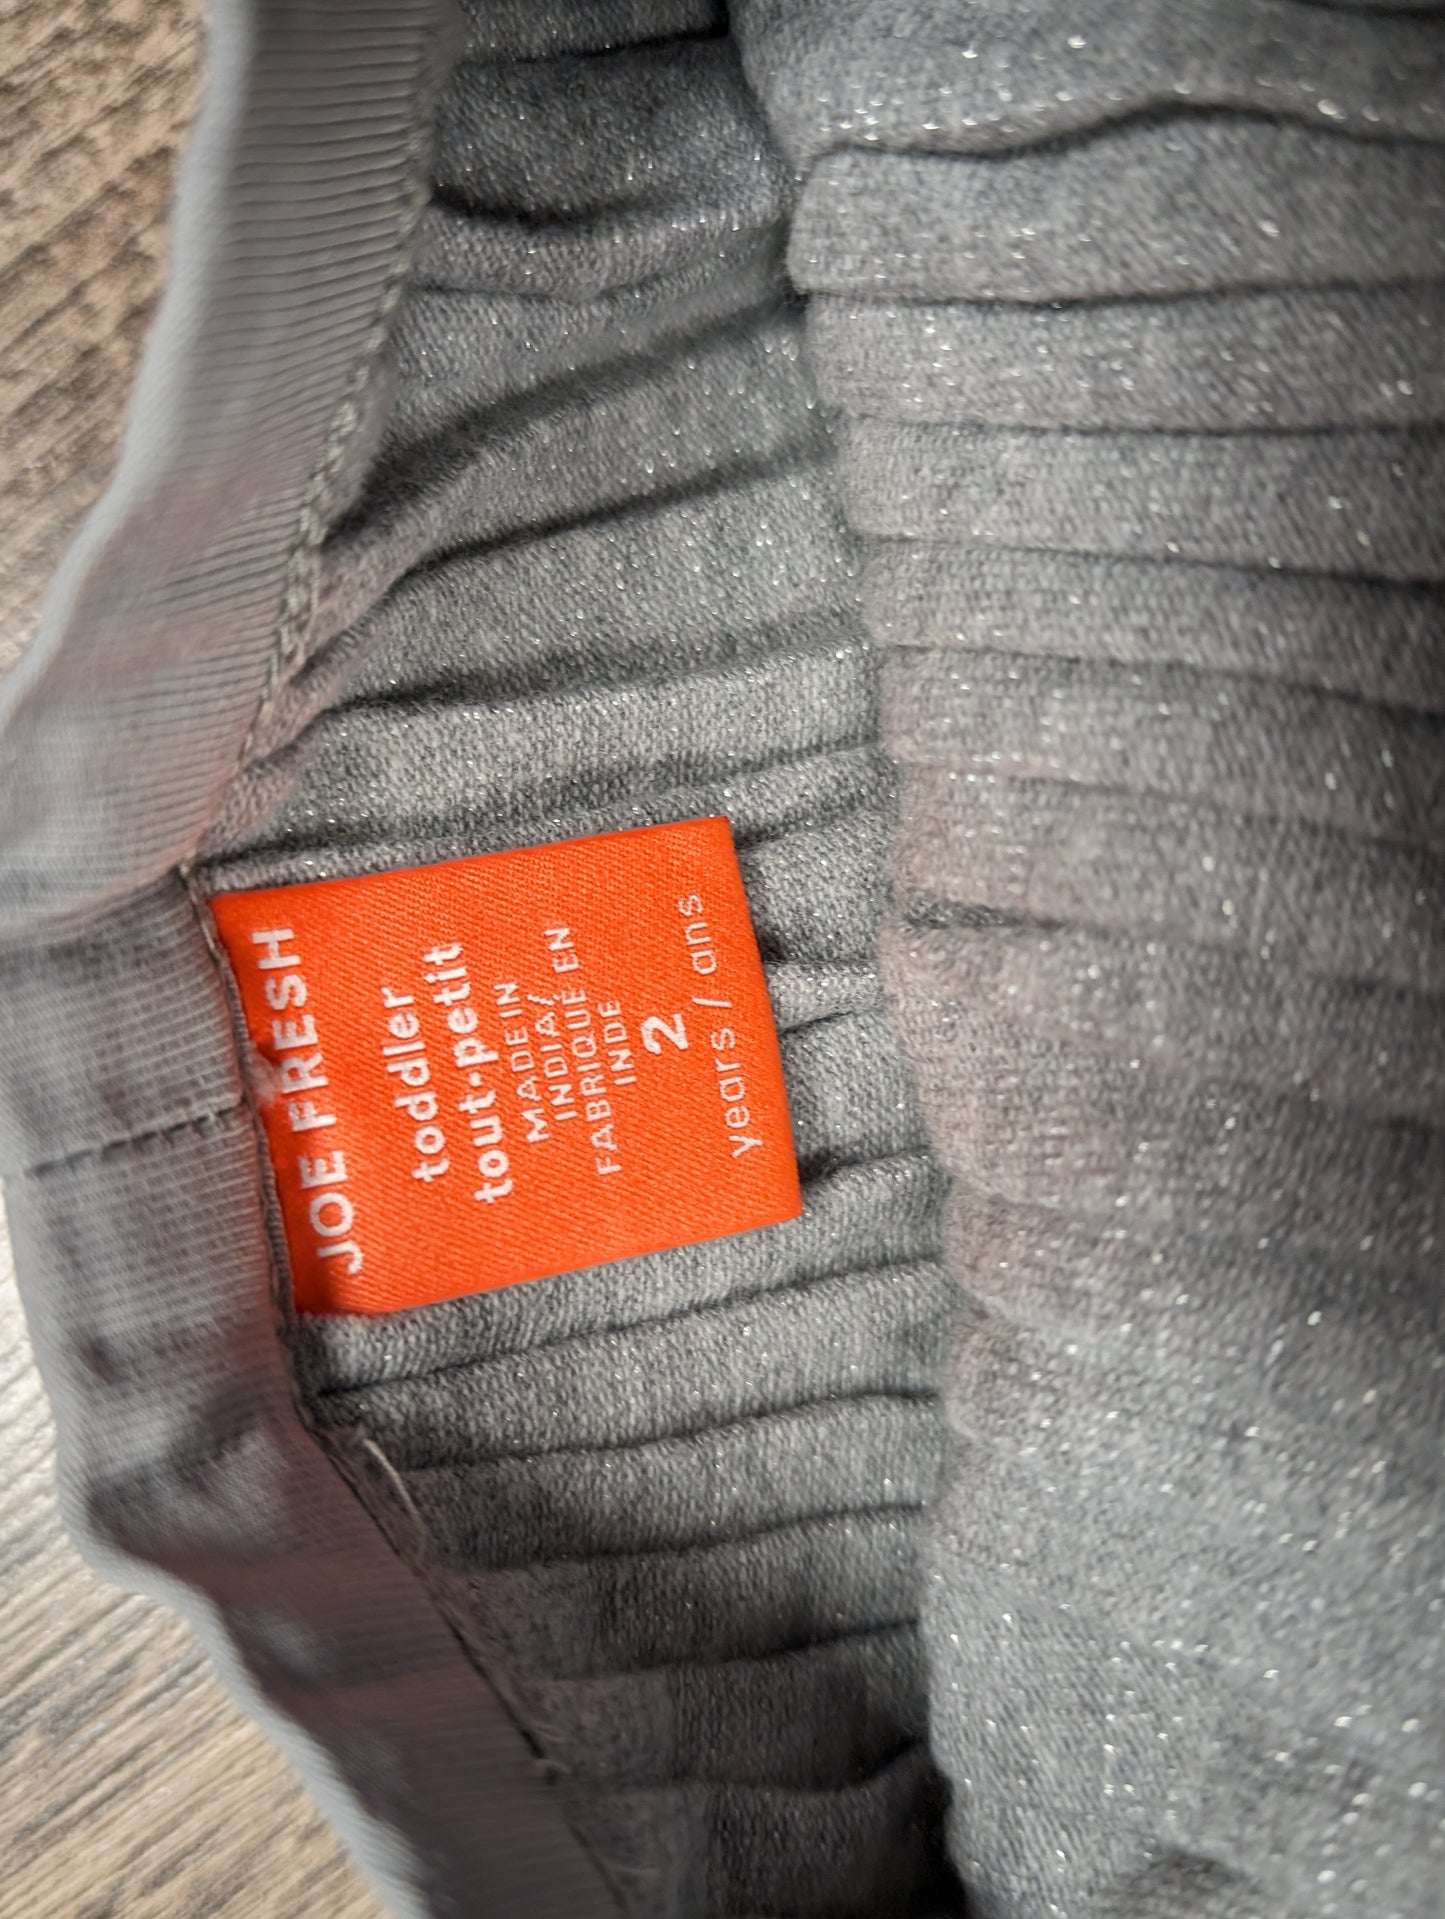 JOE FRESH
toddler
tout-petit
MADE IN
INDIA/
FABRIQUÉ EN
INDE
2
years / ans